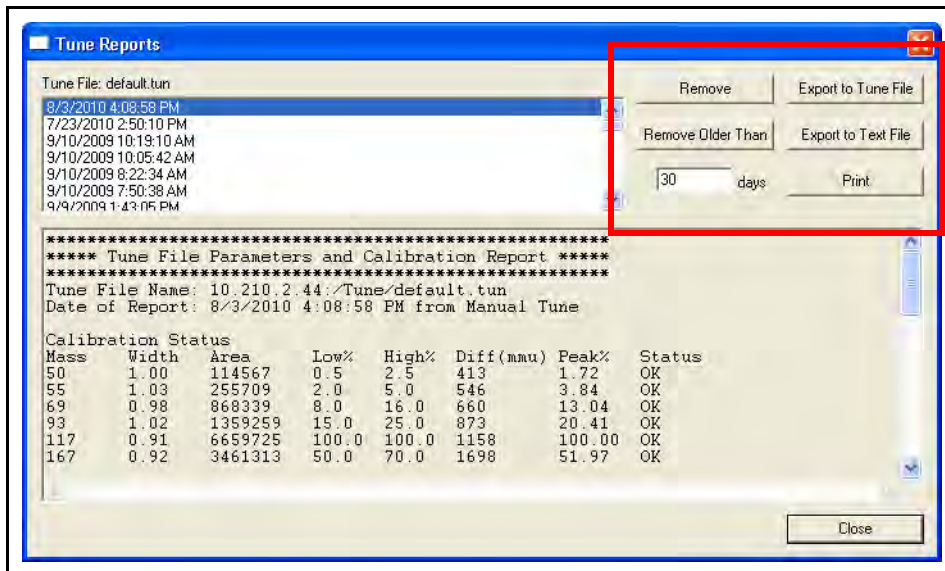 Tune Reports
Tune File: default.tun
8/3/2010 4:08:58 PM
7/23/2010 2:50:10 PM
9/10/2009 10:19:10 AM
9/10/2009 10:05:42 AM
9/10/2009 8:22:34 AM
9/10/2009 7:50:38 AM
9/9/2009 1:43:05 PM
Remove Export to Tune File
Remove Older Than Export to Text File
30 days Print
*******************************************************
***** Tune File Parameters and Calibration Report *****
*******************************************************
Tune File Name: 10.210.2.44:/Tune/default.tun
Date of Report: 8/3/2010 4:08:58 PM from Manual Tune
Calibration Status
Mass Width Area Low% High% Diff(mmu) Peak% Status
50 1.00 114567 0.5 2.5 413 1.72 OK
55 1.03 255709 2.0 5.0 546 3.84 OK
69 0.98 868339 8.0 16.0 660 13.04 OK
93 1.02 1359259 15.0 25.0 873 20.41 OK
117 0.91 6659725 100.0 100.0 1158 100.00 OK
167 0.92 3461313 50.0 70.0 1698 51.97 OK
Close